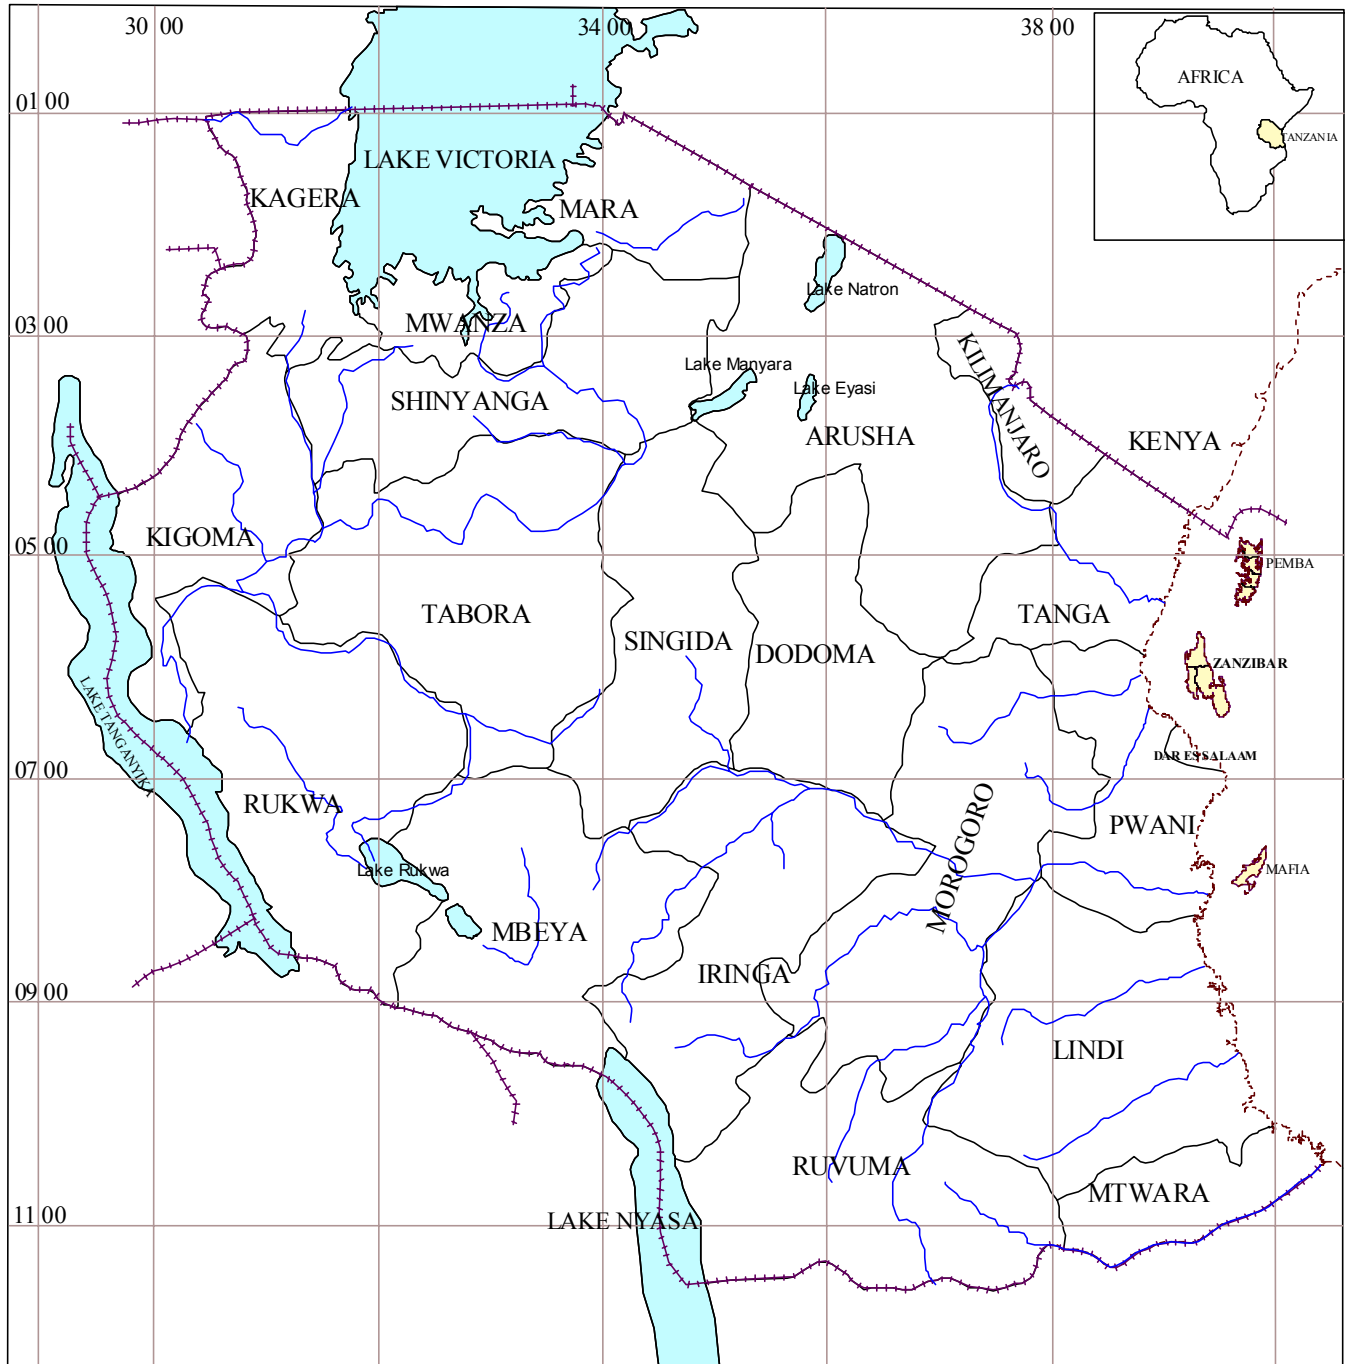 30 00
34 00
38 00
AFRICA
TANZANIA
01 00
LAKE VICTORIA
KAGERA
MARA
Lake Natron
03 00
MWANZA
KILIMANJARO
Lake Manyara
Lake Eyasi
SHINYANGA
ARUSHA
KENYA
KIGOMA
05 00
PEMBA
TABORA
TANGA
SINGIDA
DODOMA
ZANZIBAR
LAKE TANGANYIKA
DAR ES SALAAM
07 00
RUKWA
MOROGORO
PWANI
Lake Rukwa
MAFIA
MBEYA
IRINGA
09 00
LINDI
RUVUMA
MTWARA
11 00
LAKE NYASA